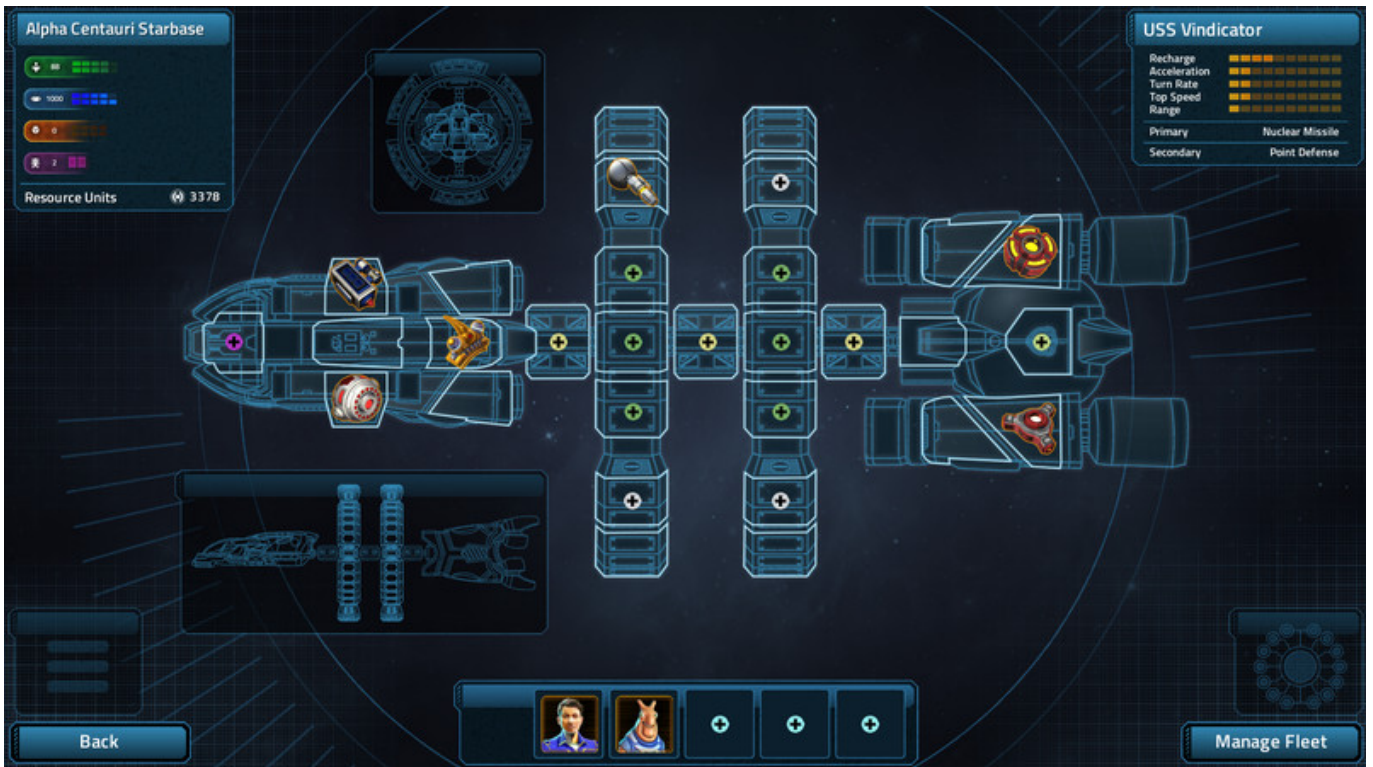 Alpha Centauri Starbase
88
1000
0
2
Resource Units 3378
USS Vindicator
Recharge
Acceleration
Turn Rate
Top Speed
Range
Primary Nuclear Missile
Secondary Point Defense
Back
Manage Fleet